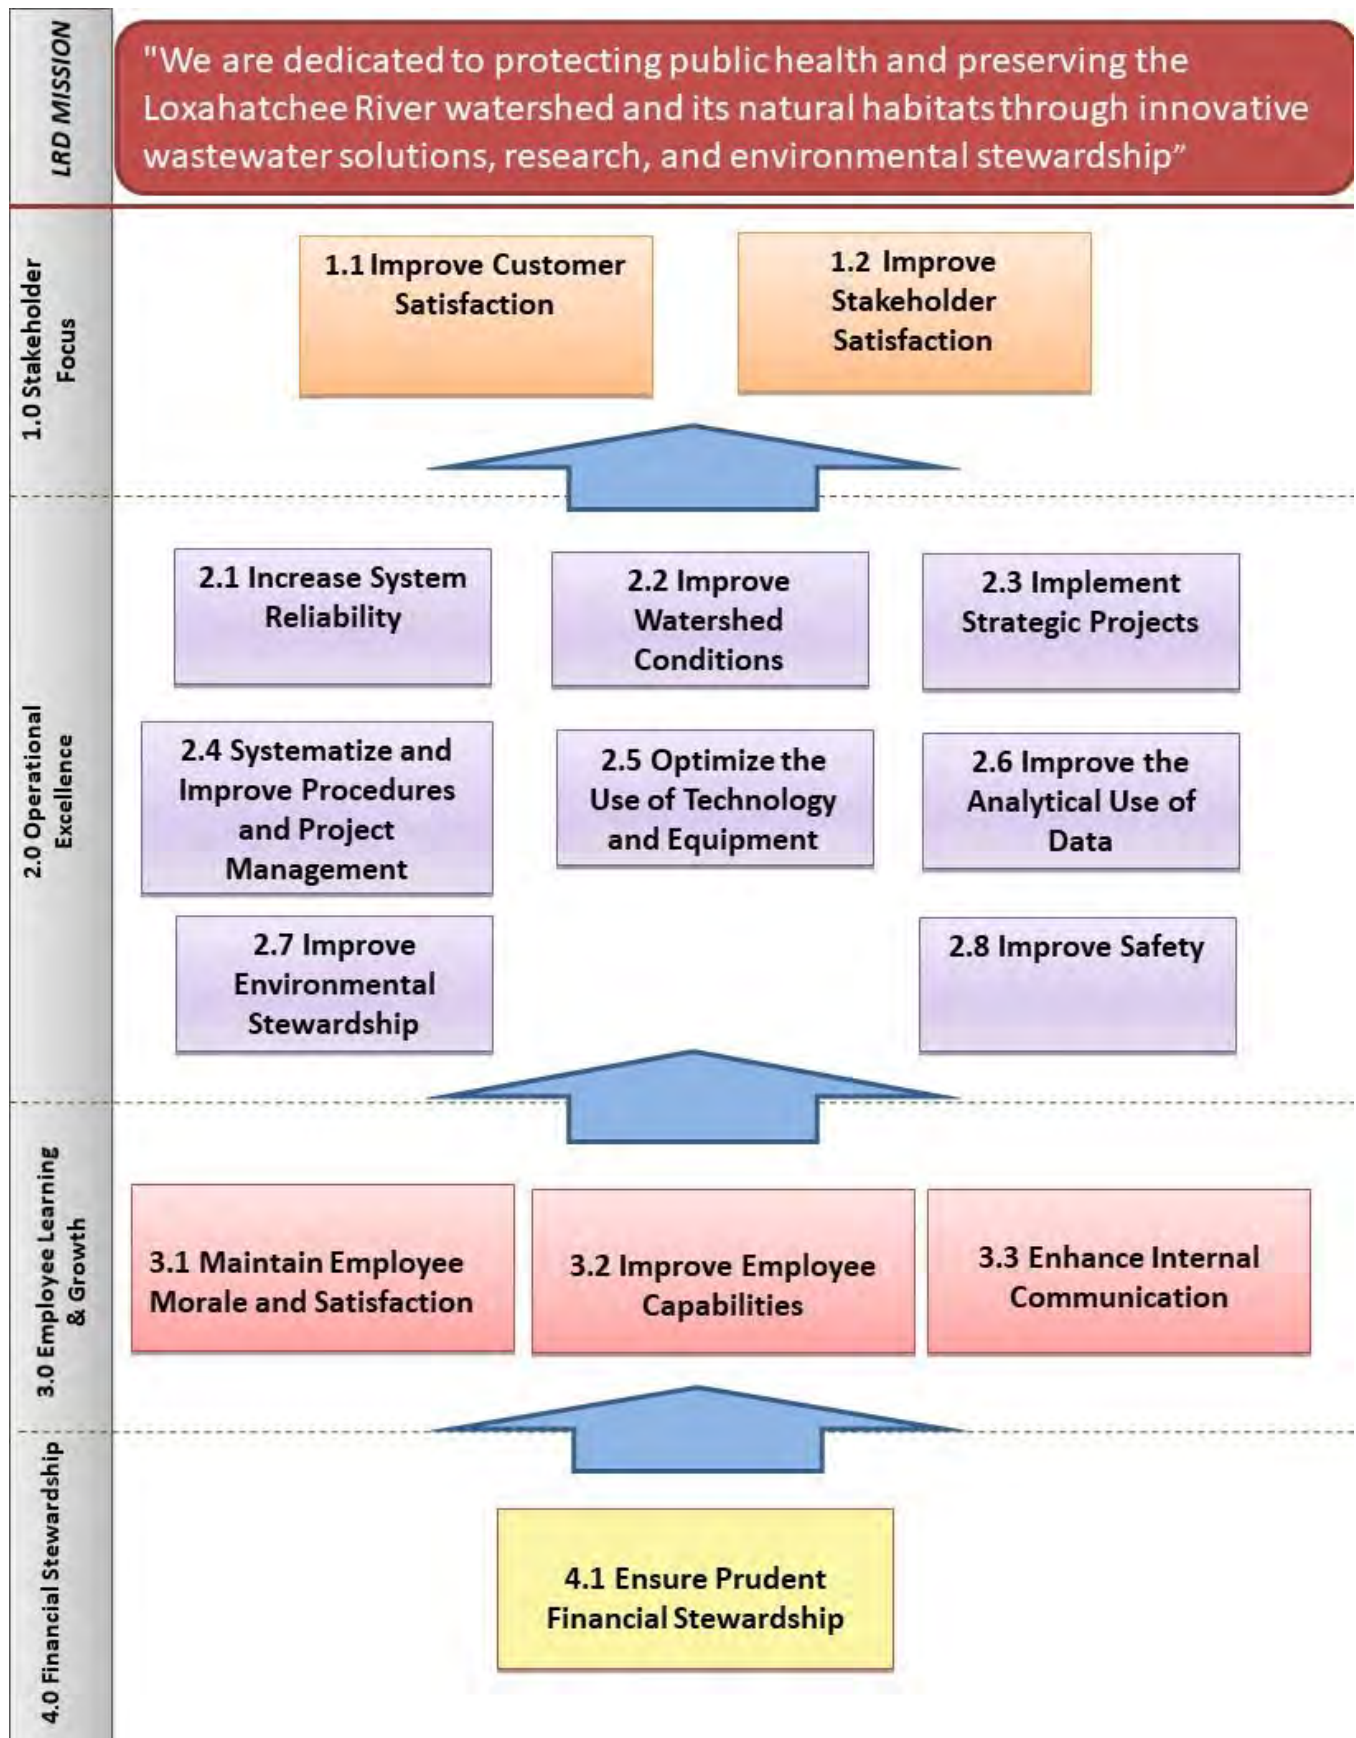 LRD MISSION
"We are dedicated to protecting public health and preserving the
Loxahatchee River watershed and its natural habitats through innovative
wastewater solutions, research, and environmental stewardship”
1.0 Stakeholder
Focus
1.1 Improve Customer
Satisfaction
1.2 Improve
Stakeholder
Satisfaction
2.0 Operational
Excellence
2.1 Increase System
Reliability
2.2 Improve
Watershed
Conditions
2.3 Implement
Strategic Projects
2.4 Systematize and
Improve Procedures
and Project
Management
2.5 Optimize the
Use of Technology
and Equipment
2.6 Improve the
Analytical Use of
Data
2.7 Improve
Environmental
Stewardship
2.8 Improve Safety
3.0 Employee Learning
& Growth
3.1 Maintain Employee
Morale and Satisfaction
3.2 Improve Employee
Capabilities
3.3 Enhance Internal
Communication
4.0 Financial Stewardship
4.1 Ensure Prudent
Financial Stewardship